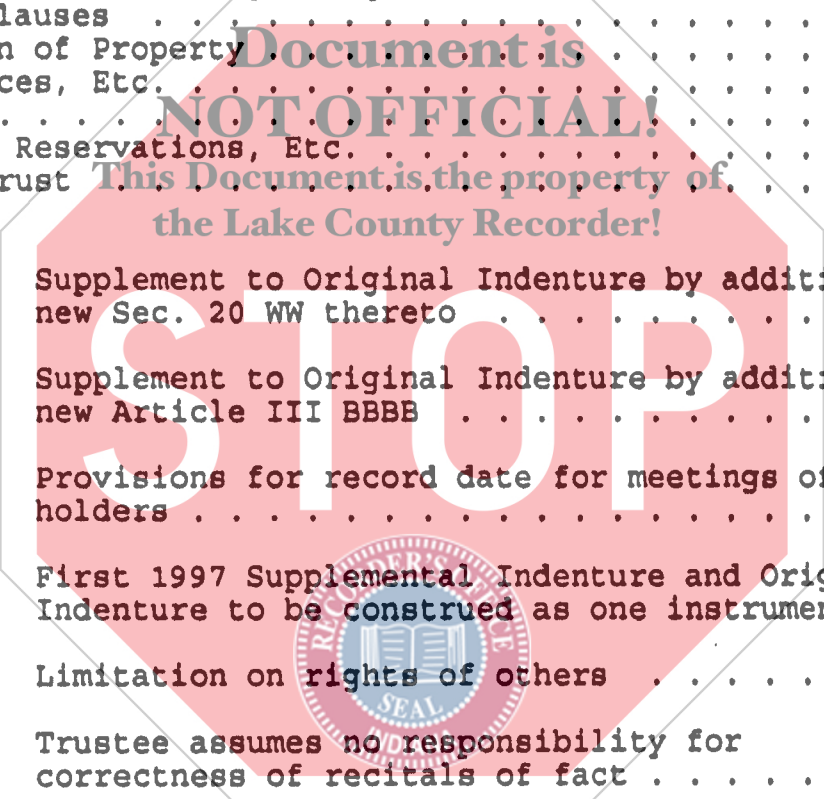 lauses . . . . . . . . . . . . . . . . . . .
n of Property . . . . . . . . . . . . . . .
Document is
ces, Etc. . . . . . . . . . . . . . . . . .
NOT OFFICIAL!
Reservations, Etc. . . . . . . . . . . . .
rust . . . . . . . . . . . . . . . . . . .
This Document is the property of
the Lake County Recorder!
STOP
Supplement to Original Indenture by additi
new Sec. 20 WW thereto . . . . . . . . . .
Supplement to Original Indenture by additi
new Article III BBBB . . . . . . . . . . .
Provisions for record date for meetings of
holders . . . . . . . . . . . . . . . . . .
First 1997 Supplemental Indenture and Orig
Indenture to be construed as one instrumen
Limitation on rights of others . . . . . .
Trustee assumes no responsibility for
correctness of recitals of fact . . . . . .
RECORDER'S OFFICE
SEAL
INDIANA